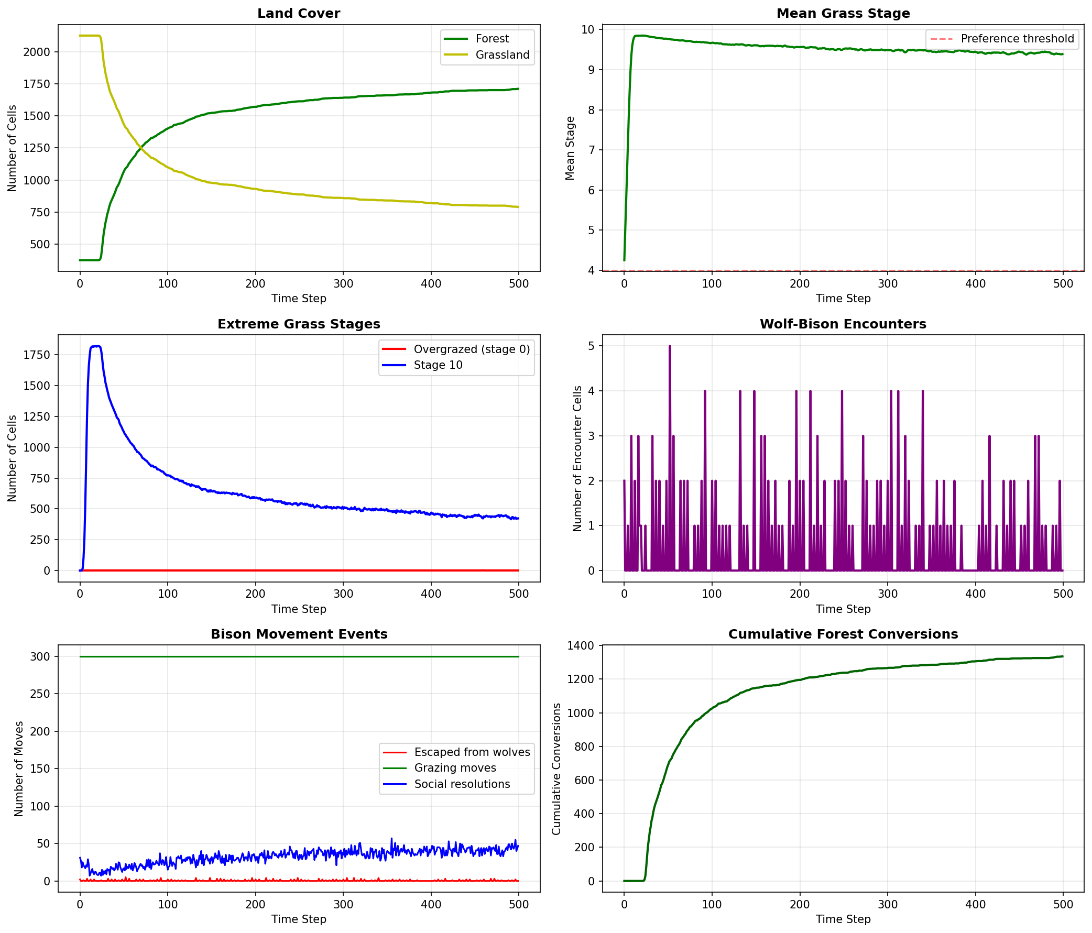 Land Cover
Number of Cells
2000
1750
1500
1250
1000
750
500
Forest
Grassland
0 100 200 300 400 500
Time Step
Mean Grass Stage
Mean Stage
10
9
8
7
6
5
4
Preference threshold
0 100 200 300 400 500
Time Step
Extreme Grass Stages
Number of Cells
1750
1500
1250
1000
750
500
250
0
Overgrazed (stage 0)
Stage 10
0 100 200 300 400 500
Time Step
Wolf-Bison Encounters
Number of Encounter Cells
5
4
3
2
1
0
0 100 200 300 400 500
Time Step
Bison Movement Events
Number of Moves
300
250
200
150
100
50
0
Escaped from wolves
Grazing moves
Social resolutions
0 100 200 300 400 500
Time Step
Cumulative Forest Conversions
Cumulative Conversions
1400
1200
1000
800
600
400
200
0
0 100 200 300 400 500
Time Step